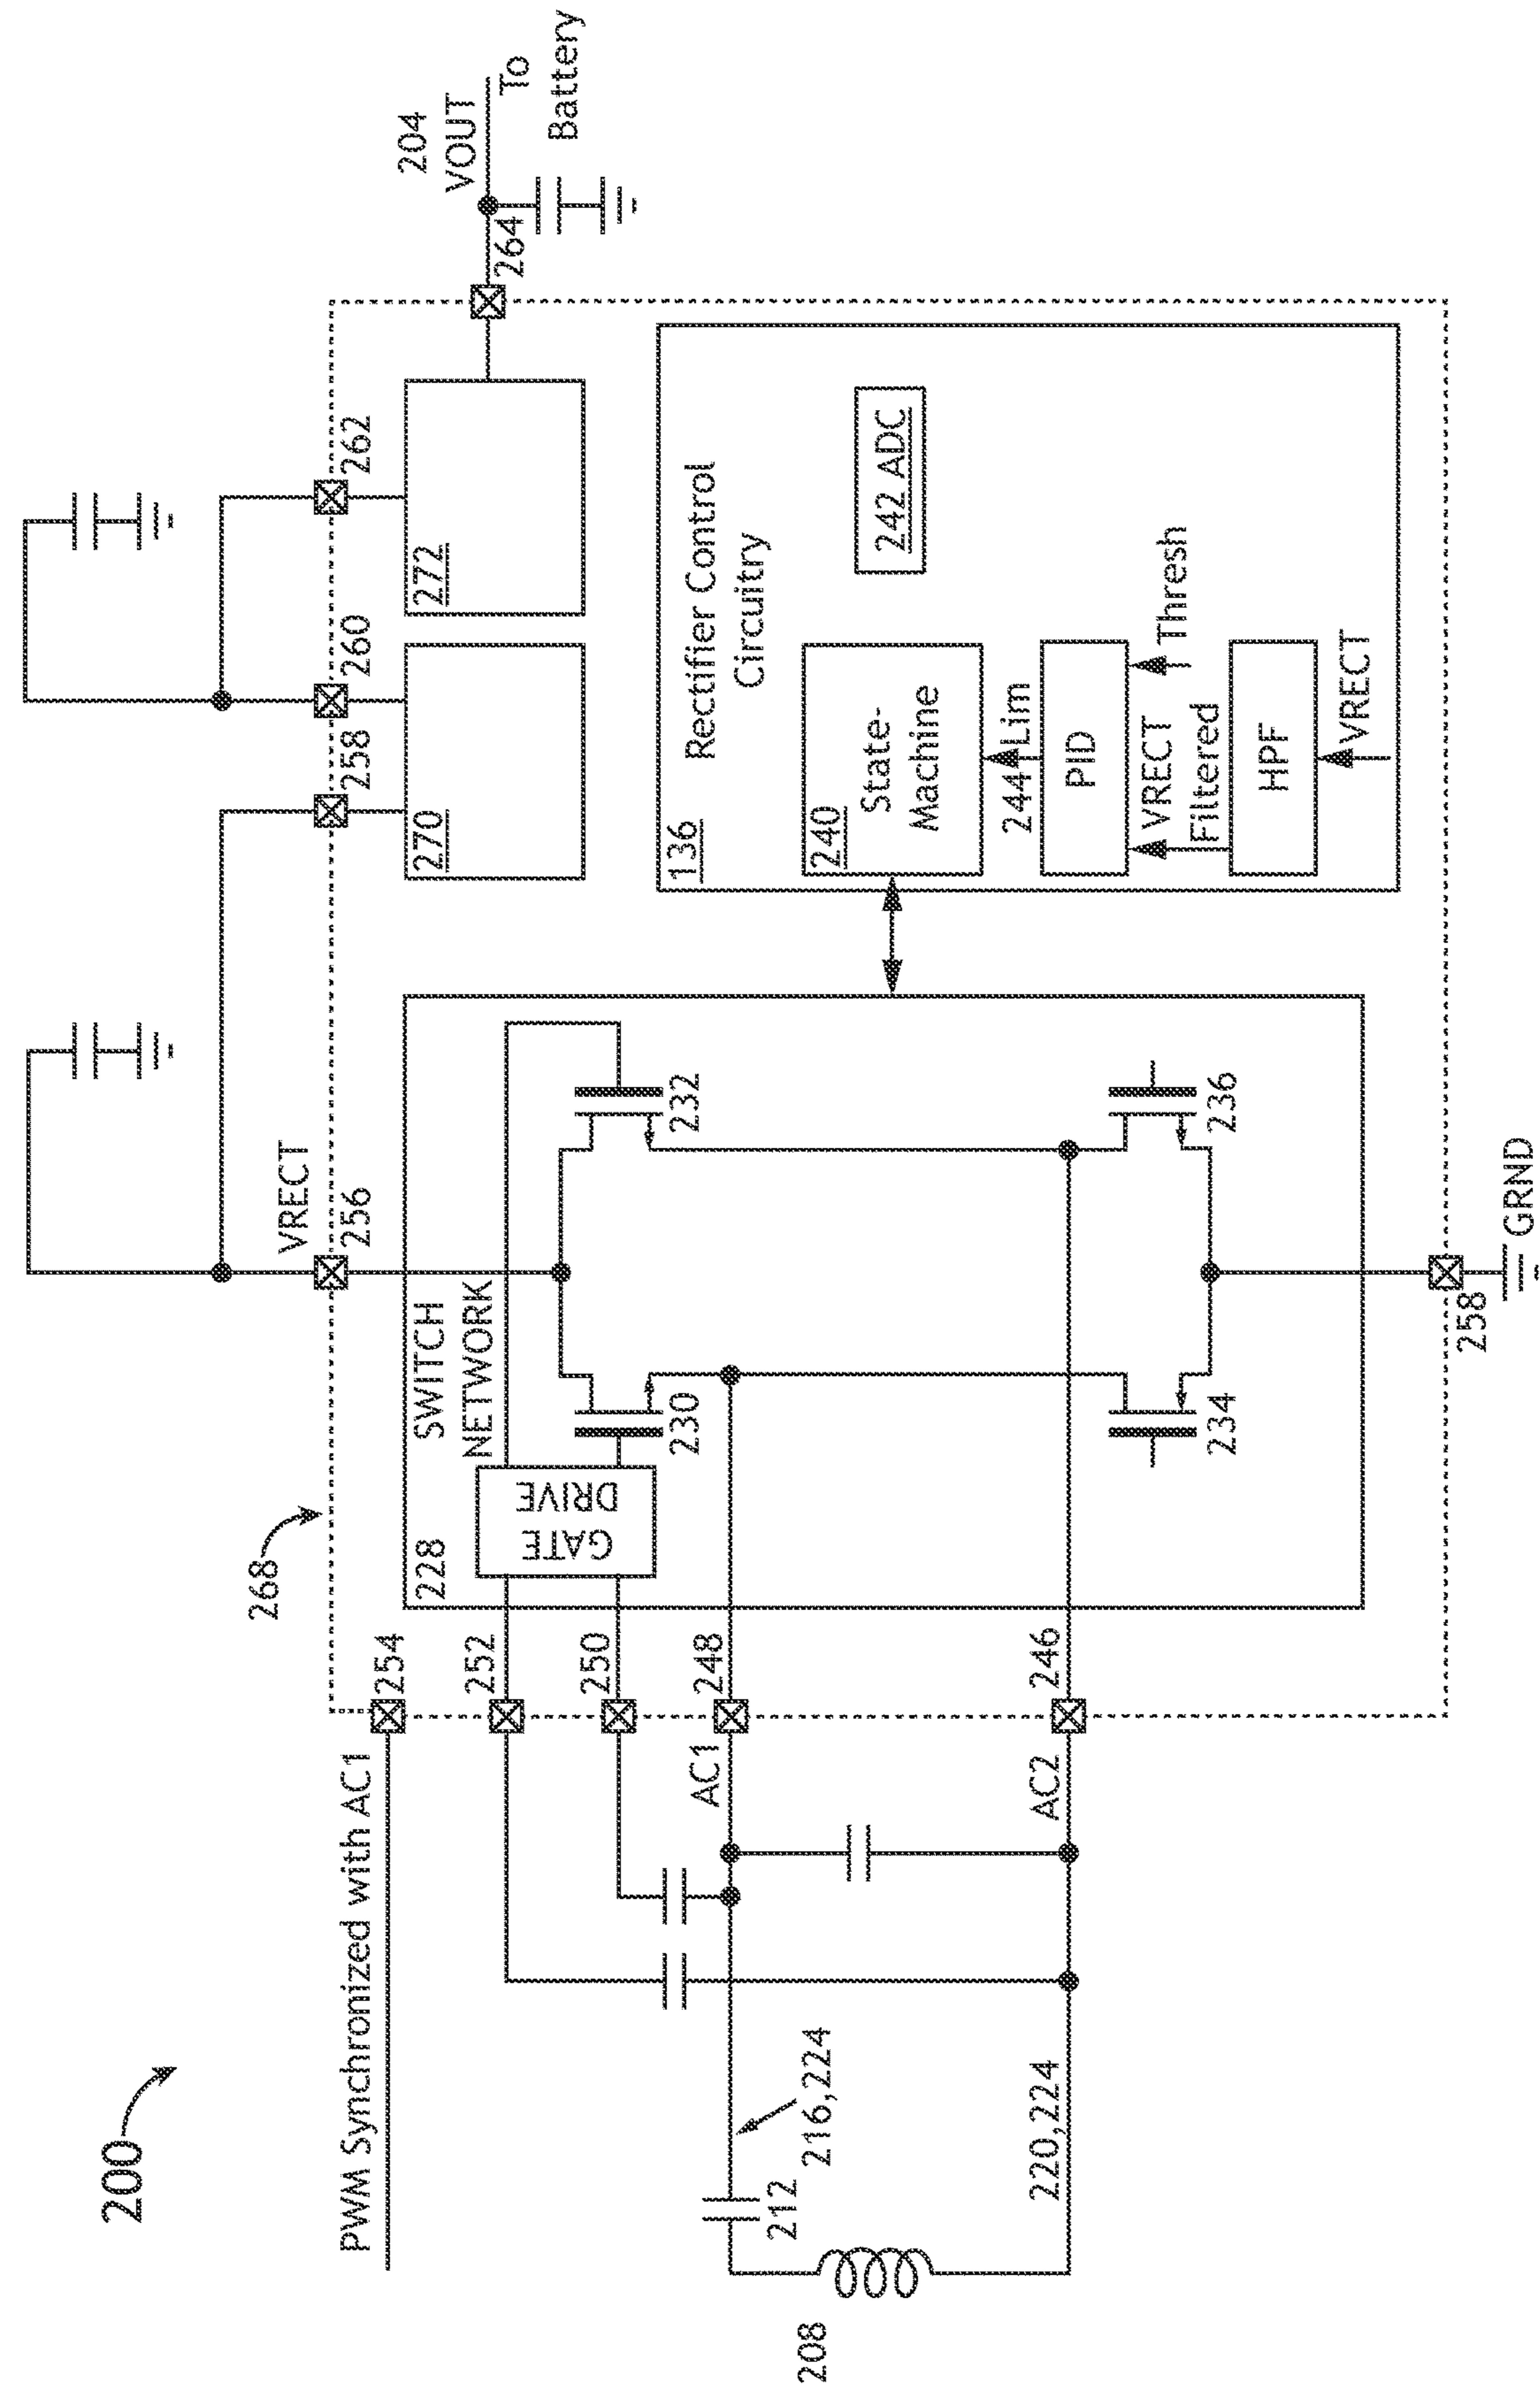 200
PWM Synchronized with AC1
268
254
252
250
248
246
AC1
AC2
208
212
216,224
220,224
228
GATE
DRIVE
SWITCH
NETWORK
230
232
234
236
VRECT
256
258
GRND
258
260
262
270
272
264
204
VOUT
To
Battery
136
Rectifier Control
Circuitry
240
State-
Machine
242 ADC
244
Lim
PID
Thresh
VRECT
Filtered
HPF
VRECT